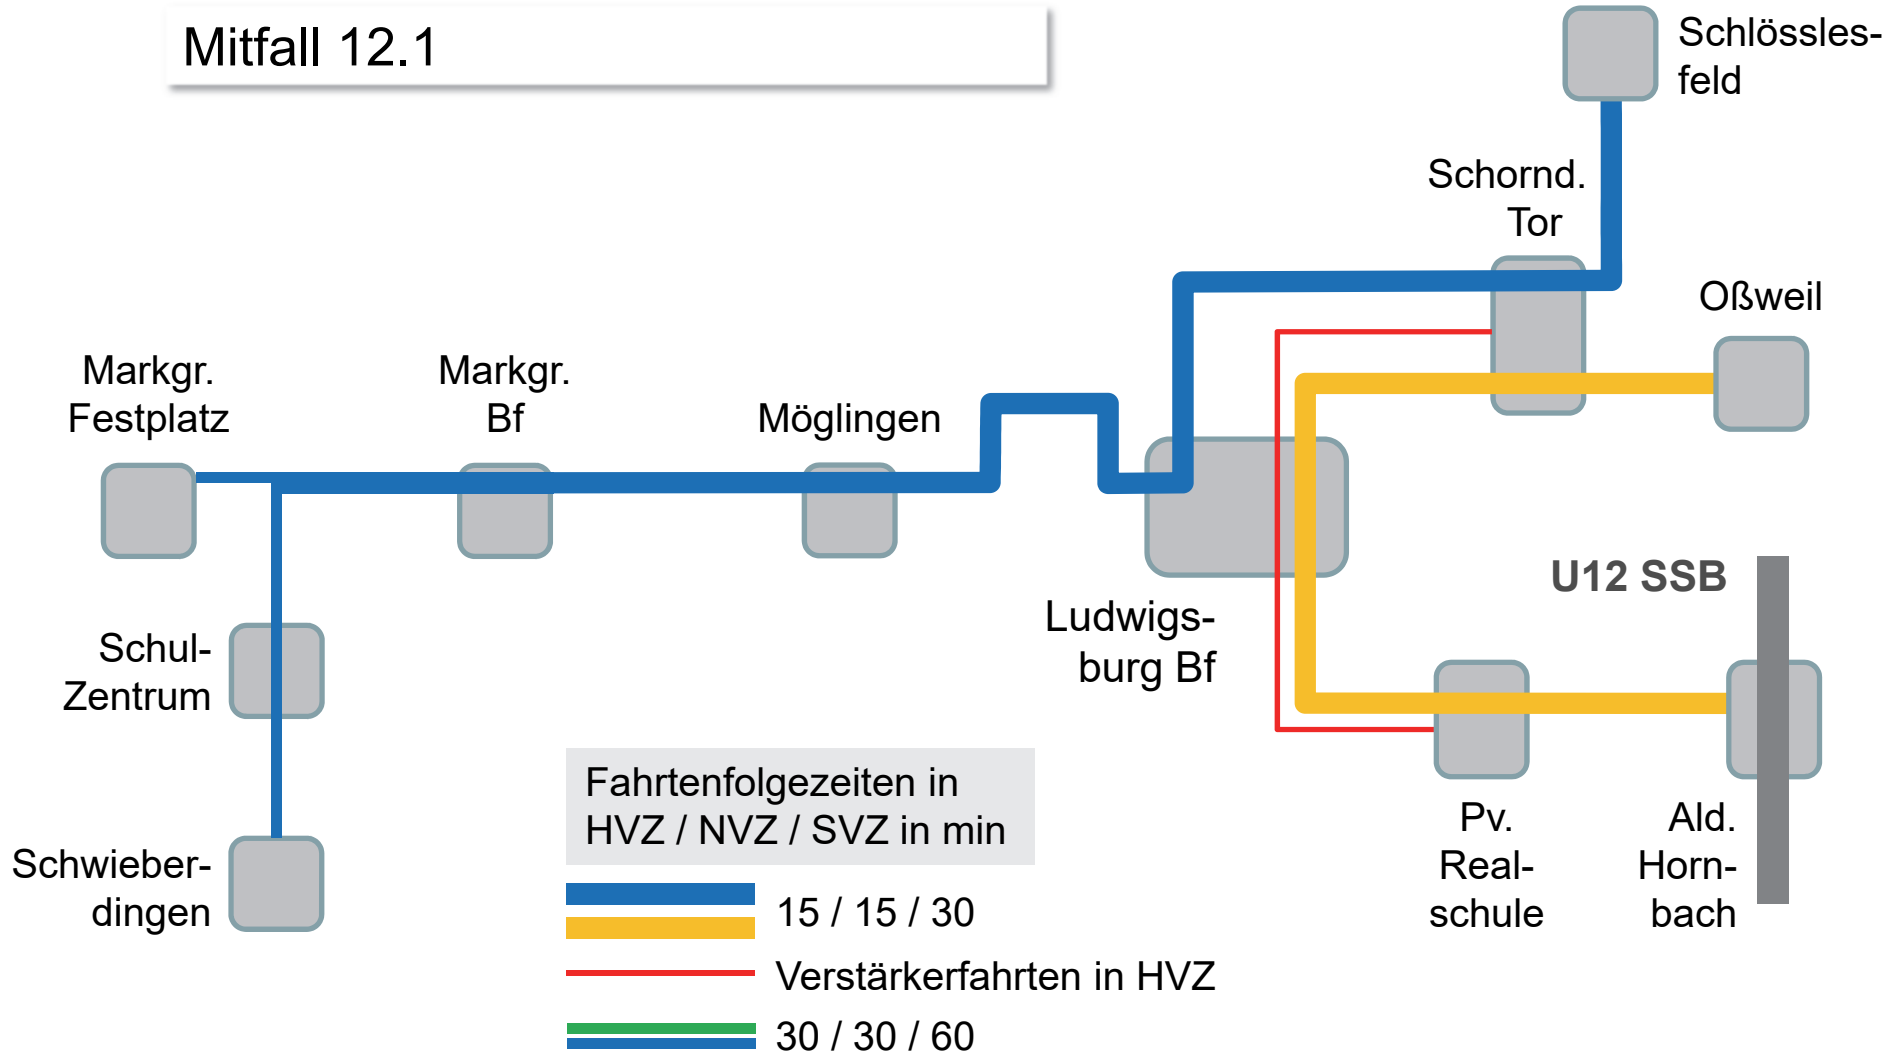 Mitfall 12.1
Schlössles-
feld
Schornd.
Tor
Oßweil
Markgr.
Festplatz
Markgr.
Bf
Möglingen
U12 SSB
Ludwigs-
burg Bf
Schul-
Zentrum
Schwieber-
dingen
Pv.
Real-
schule
Ald.
Horn-
bach
Fahrtenfolgezeiten in
HVZ / NVZ / SVZ in min
15 / 15 / 30
Verstärkerfahrten in HVZ
30 / 30 / 60